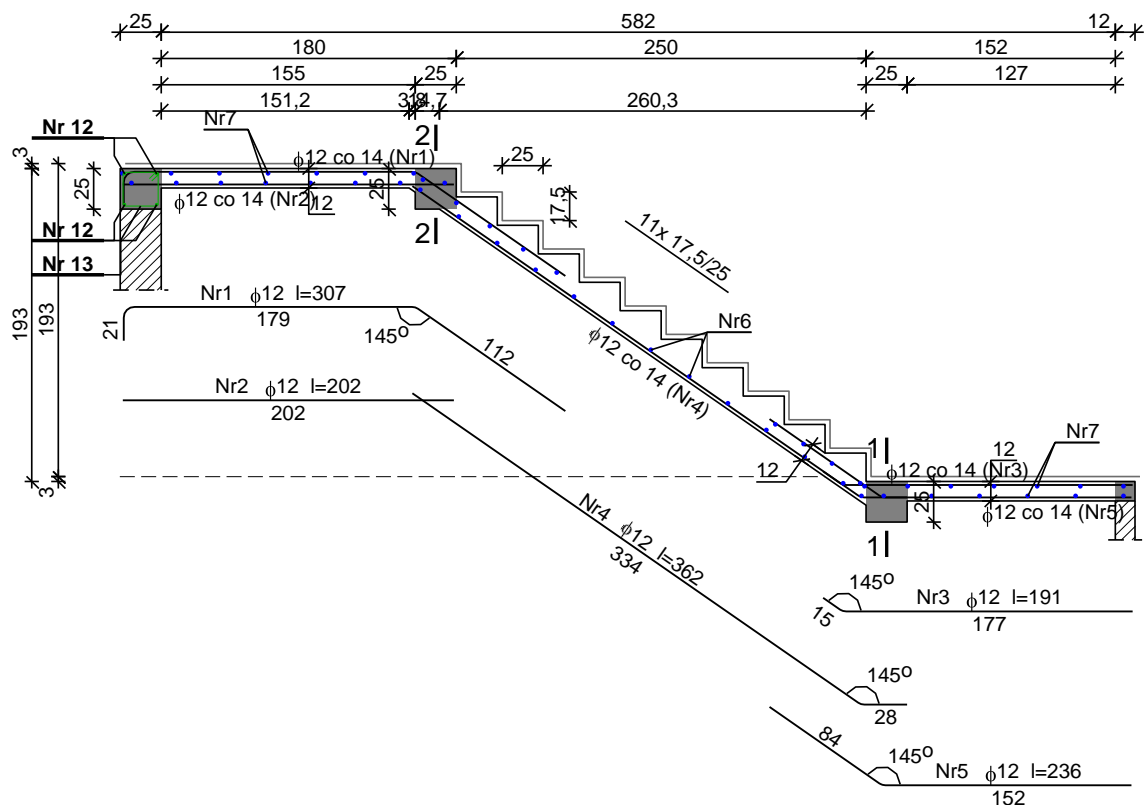 25 582 12
180 250 152
155 25 25 127
151,2 3,8 4,7 260,3
Nr 12
Nr7
2
3
φ12 co 14 (Nr1)
25
25
25
17,5
φ12 co 14 (Nr2)
12
Nr 12
2
11x 17,5/25
Nr 13
193
193
Nr1 φ12 l=307
179
21
145°
112
Nr6
φ12 co 14 (Nr4)
Nr2 φ12 l=202
202
1
Nr7
12
12
φ12 co 14 (Nr3)
3
25
φ12 co 14 (Nr5)
1
Nr4 φ12 l=362
334
145°
15
Nr3 φ12 l=191
177
145°
28
84
145°
Nr5 φ12 l=236
152